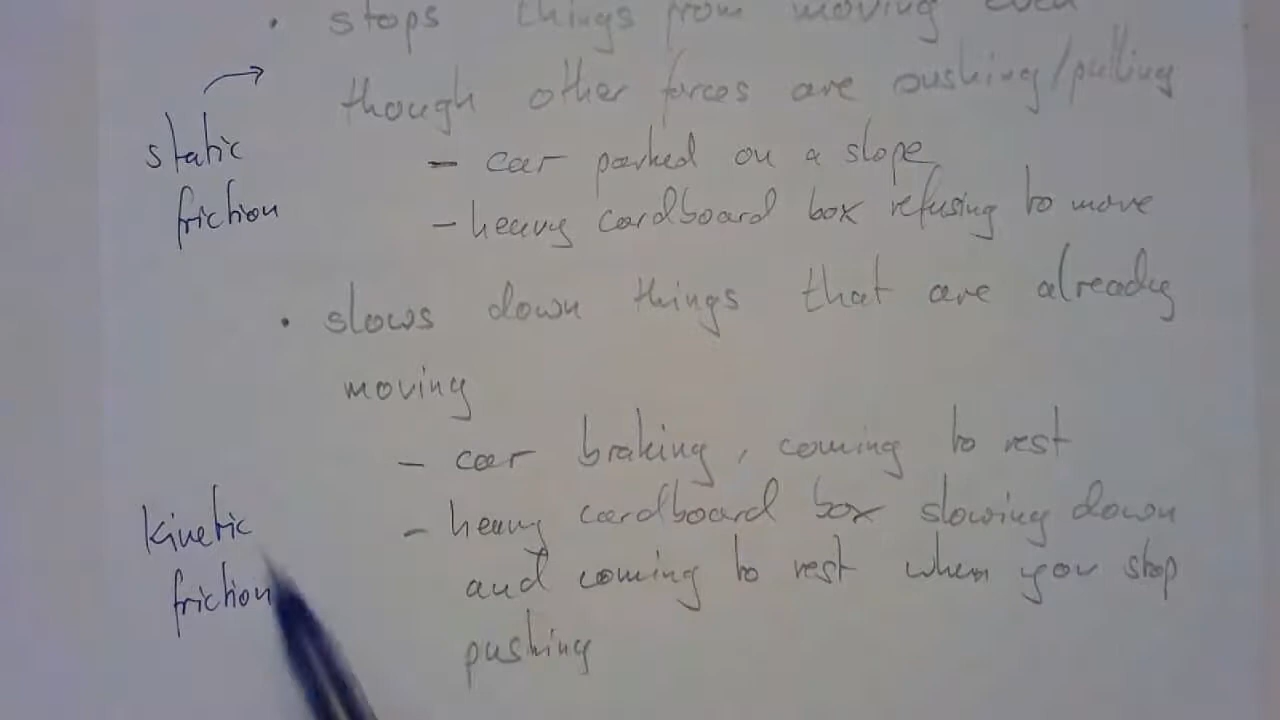 • stops things from moving even
though other forces are pushing/pulling
static
friction
- car parked on a slope
- heavy cardboard box refusing to move
• slows down things that are already
moving
- car braking, coming to rest
kinetic
friction
- heavy cardboard box slowing down
and coming to rest when you stop
pushing